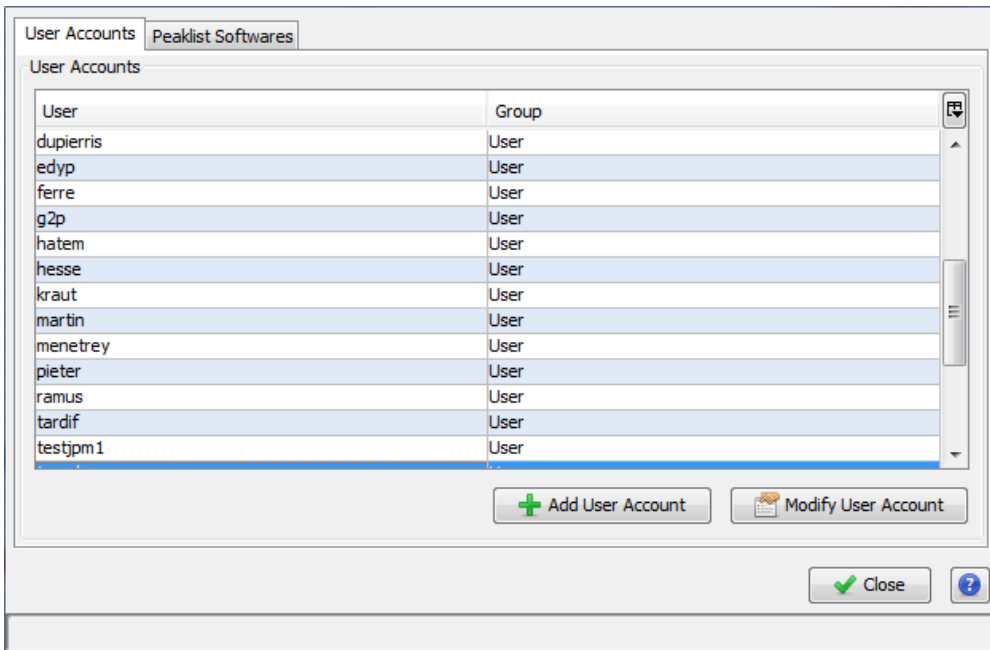 User Accounts Peaklist Softwares
User Accounts
User Group
dupierris User
edyp User
ferre User
g2p User
hatem User
hesse User
kraut User
martin User
menetrey User
pieter User
ramus User
tardif User
testjpm1 User
Add User Account Modify User Account
Close